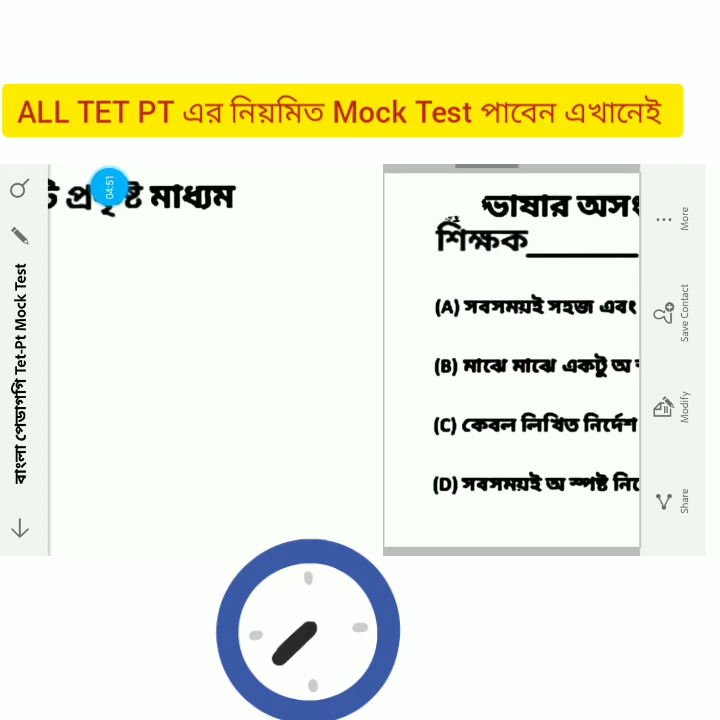 ALL TET PT এর নিয়মিত Mock Test পাবেন এখানেই
বাংলা পেডাগগি Tet-Pt Mock Test
04:51
মাধ্যম
ভাষার
শিক্ষক
(A) সবসময়ই সহজ এবং
(B) মাঝে মাঝে একটু অ
(C) কেবল লিখিত নির্দেশ
(D) সবসময়ই অ স্পষ্ট
More
Save Contact
Modify
Share